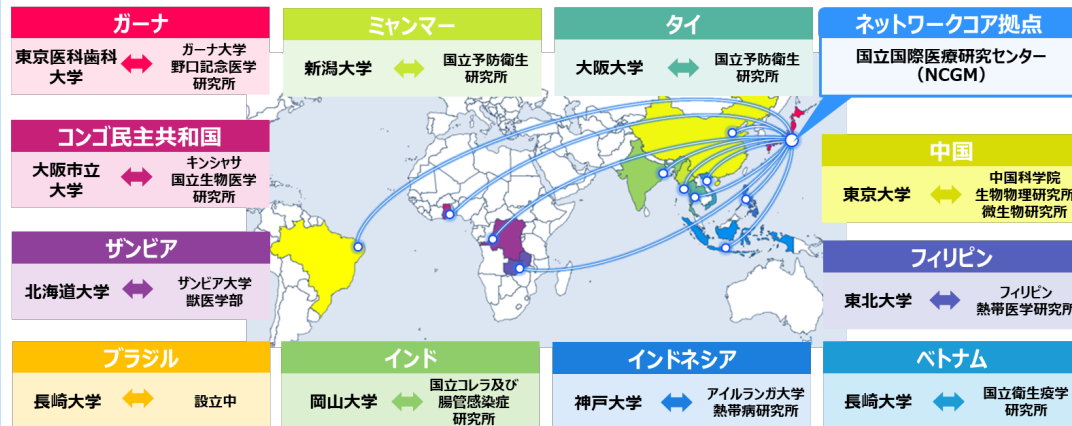 ガーナ
東京医科歯科
大学
ガーナ大学
野口記念医学
研究所
ミャンマー
新潟大学
国立予防衛生
研究所
タイ
大阪大学
国立予防衛生
研究所
ネットワークコア拠点
国立国際医療研究センター
（NCGM）
コンゴ民主共和国
大阪市立
大学
キンシャサ
国立生物医学
研究所
中国
東京大学
中国科学院
生物物理研究所
微生物研究所
ザンビア
北海道大学
ザンビア大学
獣医学部
フィリピン
東北大学
フィリピン
熱帯医学研究所
ブラジル
長崎大学
設立中
インド
岡山大学
国立コレラ及び
腸管感染症
研究所
インドネシア
神戸大学
アイルランガ大学
熱帯病研究所
ベトナム
長崎大学
国立衛生疫学
研究所